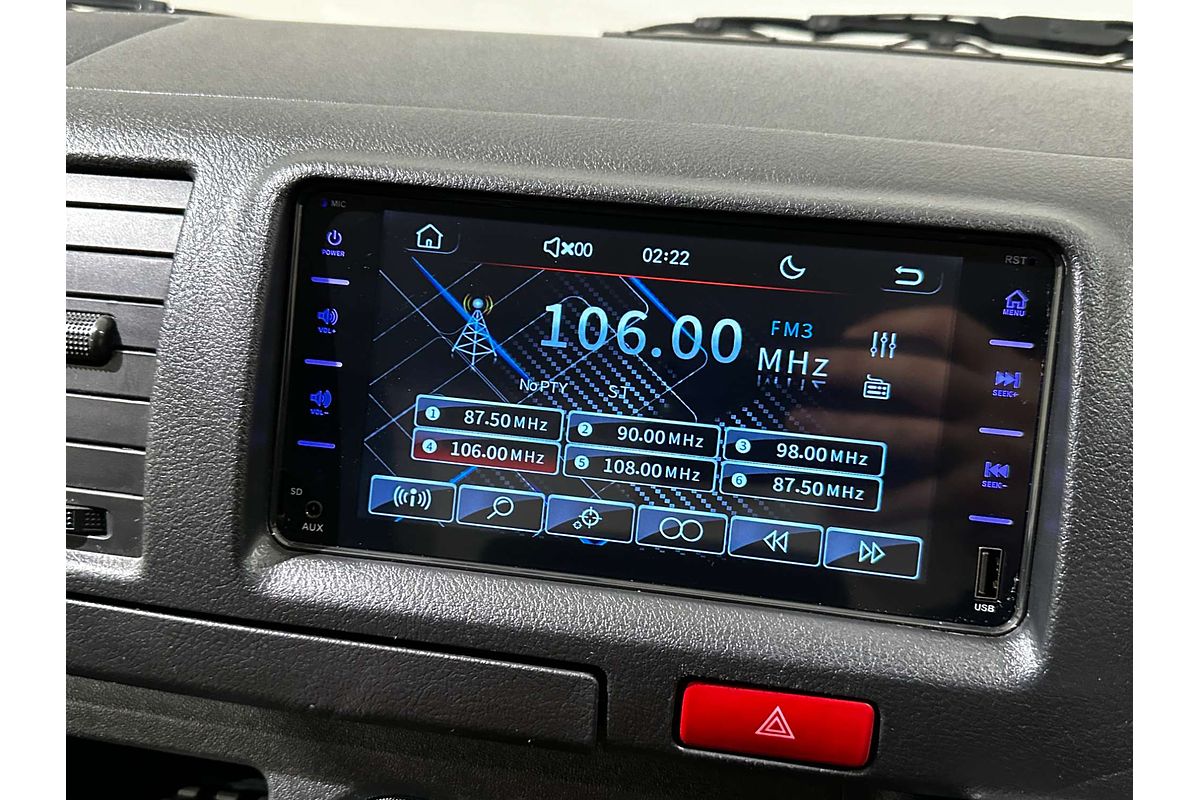 MIC
RST
POWER
VOL+
VOL-
SD
AUX
00
02:22
106.00
FM3
MHz
No PTY
ST
1 87.50 MHz
2 90.00 MHz
3 98.00 MHz
4 106.00 MHz
5 108.00 MHz
6 87.50 MHz
MENU
SEEK+
SEEK-
USB